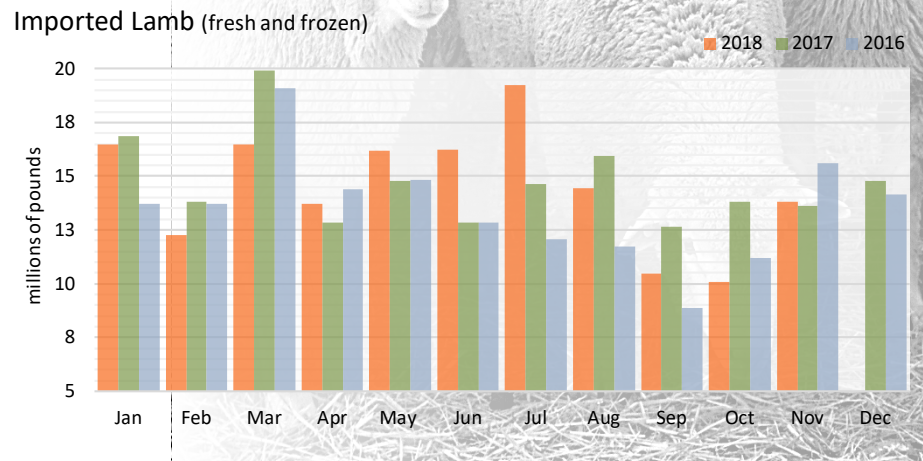 Imported Lamb (fresh and frozen)
2018 2017 2016
millions of pounds
20
18
15
13
10
8
5
Jan Feb Mar Apr May Jun Jul Aug Sep Oct Nov Dec